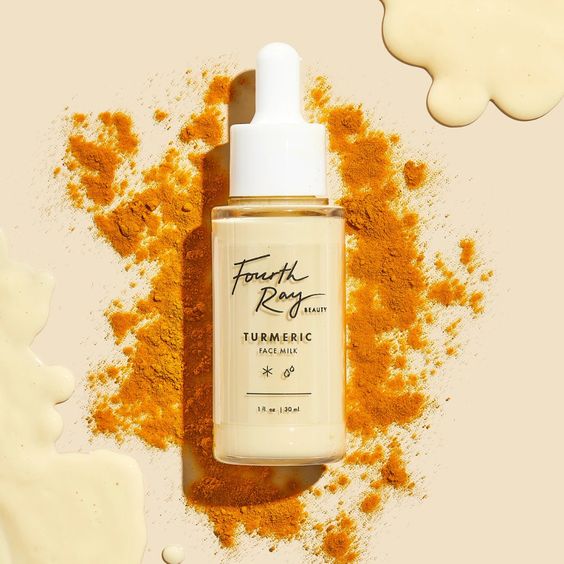 Fourth
Ray
BEAUTY
TURMERIC
FACE MILK
1 fl. oz. | 30 ml